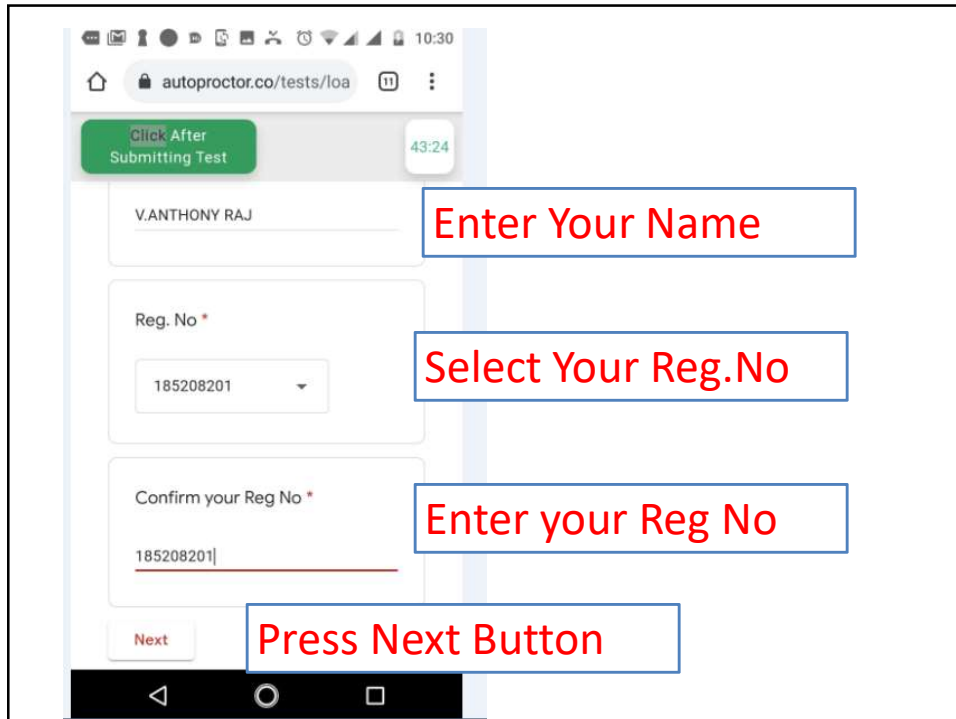 10:30
autoproctor.co/tests/loa
11
Click After
Submitting Test
43:24
V.ANTHONY RAJ
Enter Your Name
Reg. No *
Select Your Reg.No
185208201
Confirm your Reg No *
Enter your Reg No
185208201
Next
Press Next Button